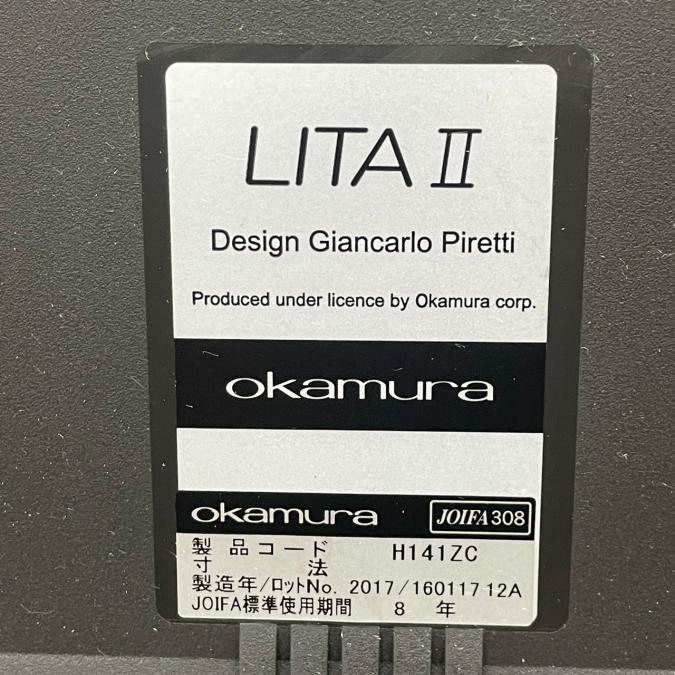 LITA II
Design Giancarlo Piretti
Produced under licence by Okamura corp.
okamura
okamura JOIFA308
製品コード H141ZC
寸法
製造年/ロットNo. 2017/16011712A
JOIFA標準使用期間 8 年